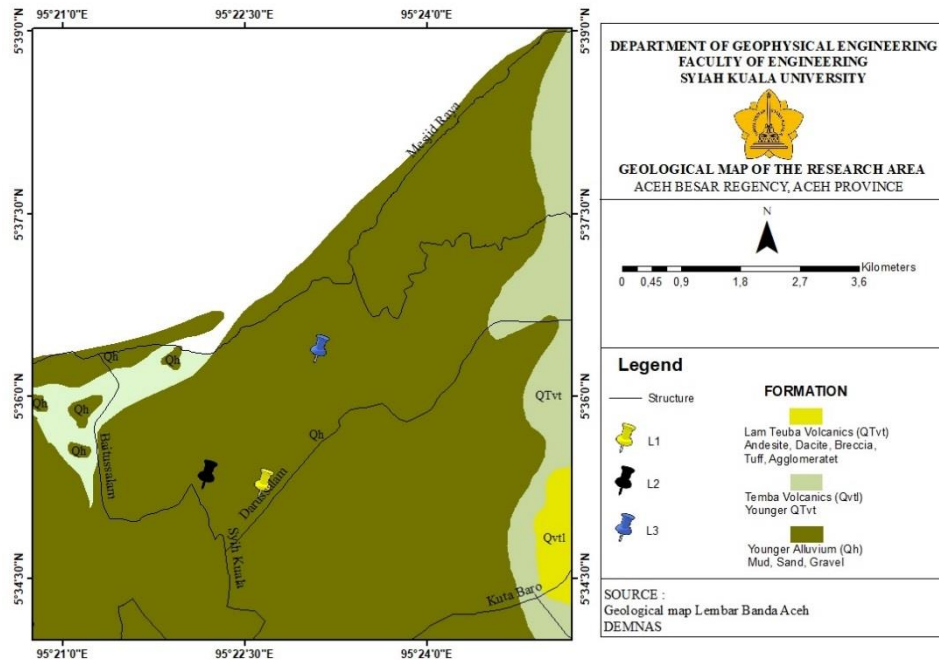 95°21'0"E
95°22'30"E
95°24'0"E
5°39'0"N
5°39'0"N
Mesjid Raya
5°37'30"N
5°37'30"N
Qh
Qh
Qh
Qh
Qh
5°36'0"N
5°36'0"N
QTvt
Qh
Baitussalam
Darussalam
Qvtl
Syih Kuala
5°34'30"N
5°34'30"N
Kuta Baro
95°21'0"E
95°22'30"E
95°24'0"E
DEPARTMENT OF GEOPHYSICAL ENGINEERING
FACULTY OF ENGINEERING
SYIAH KUALA UNIVERSITY
GEOLOGICAL MAP OF THE RESEARCH AREA
ACEH BESAR REGENCY, ACEH PROVINCE
N
Kilometers
0 0,45 0,9 1,8 2,7 3,6
Legend
Structure
L1
L2
L3
FORMATION
Lam Teuba Volcanics (QTvt)
Andesite, Dacite, Breccia,
Tuff, Agglomeratet
Temba Volcanics (Qvtl)
Younger QTvt
Younger Alluvium (Qh)
Mud, Sand, Gravel
SOURCE :
Geological map Lembar Banda Aceh
DEMNAS